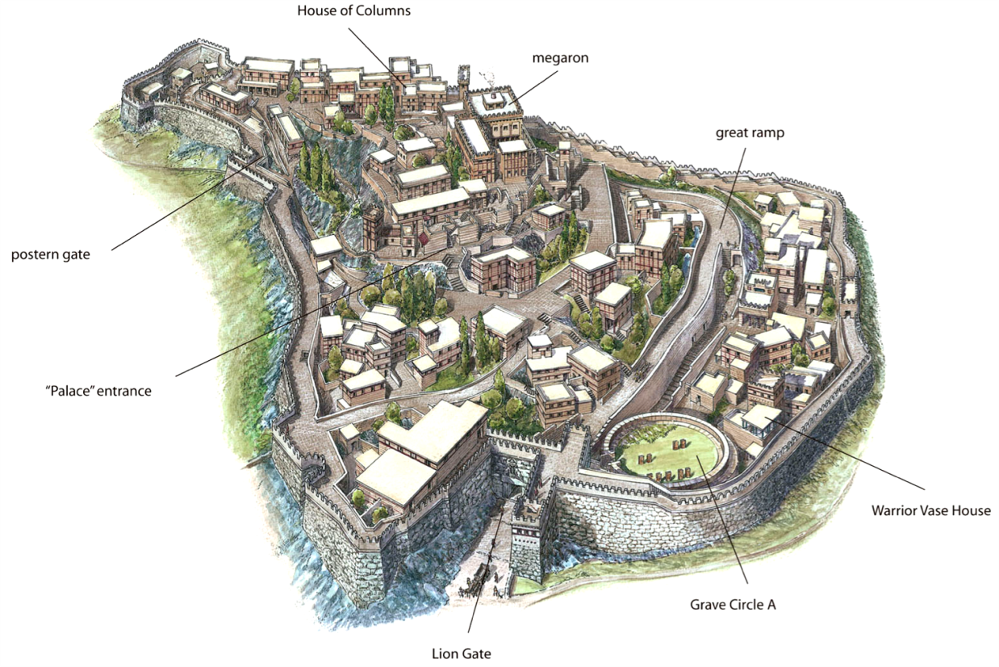 House of Columns
megaron
great ramp
postern gate
“Palace” entrance
Warrior Vase House
Grave Circle A
Lion Gate